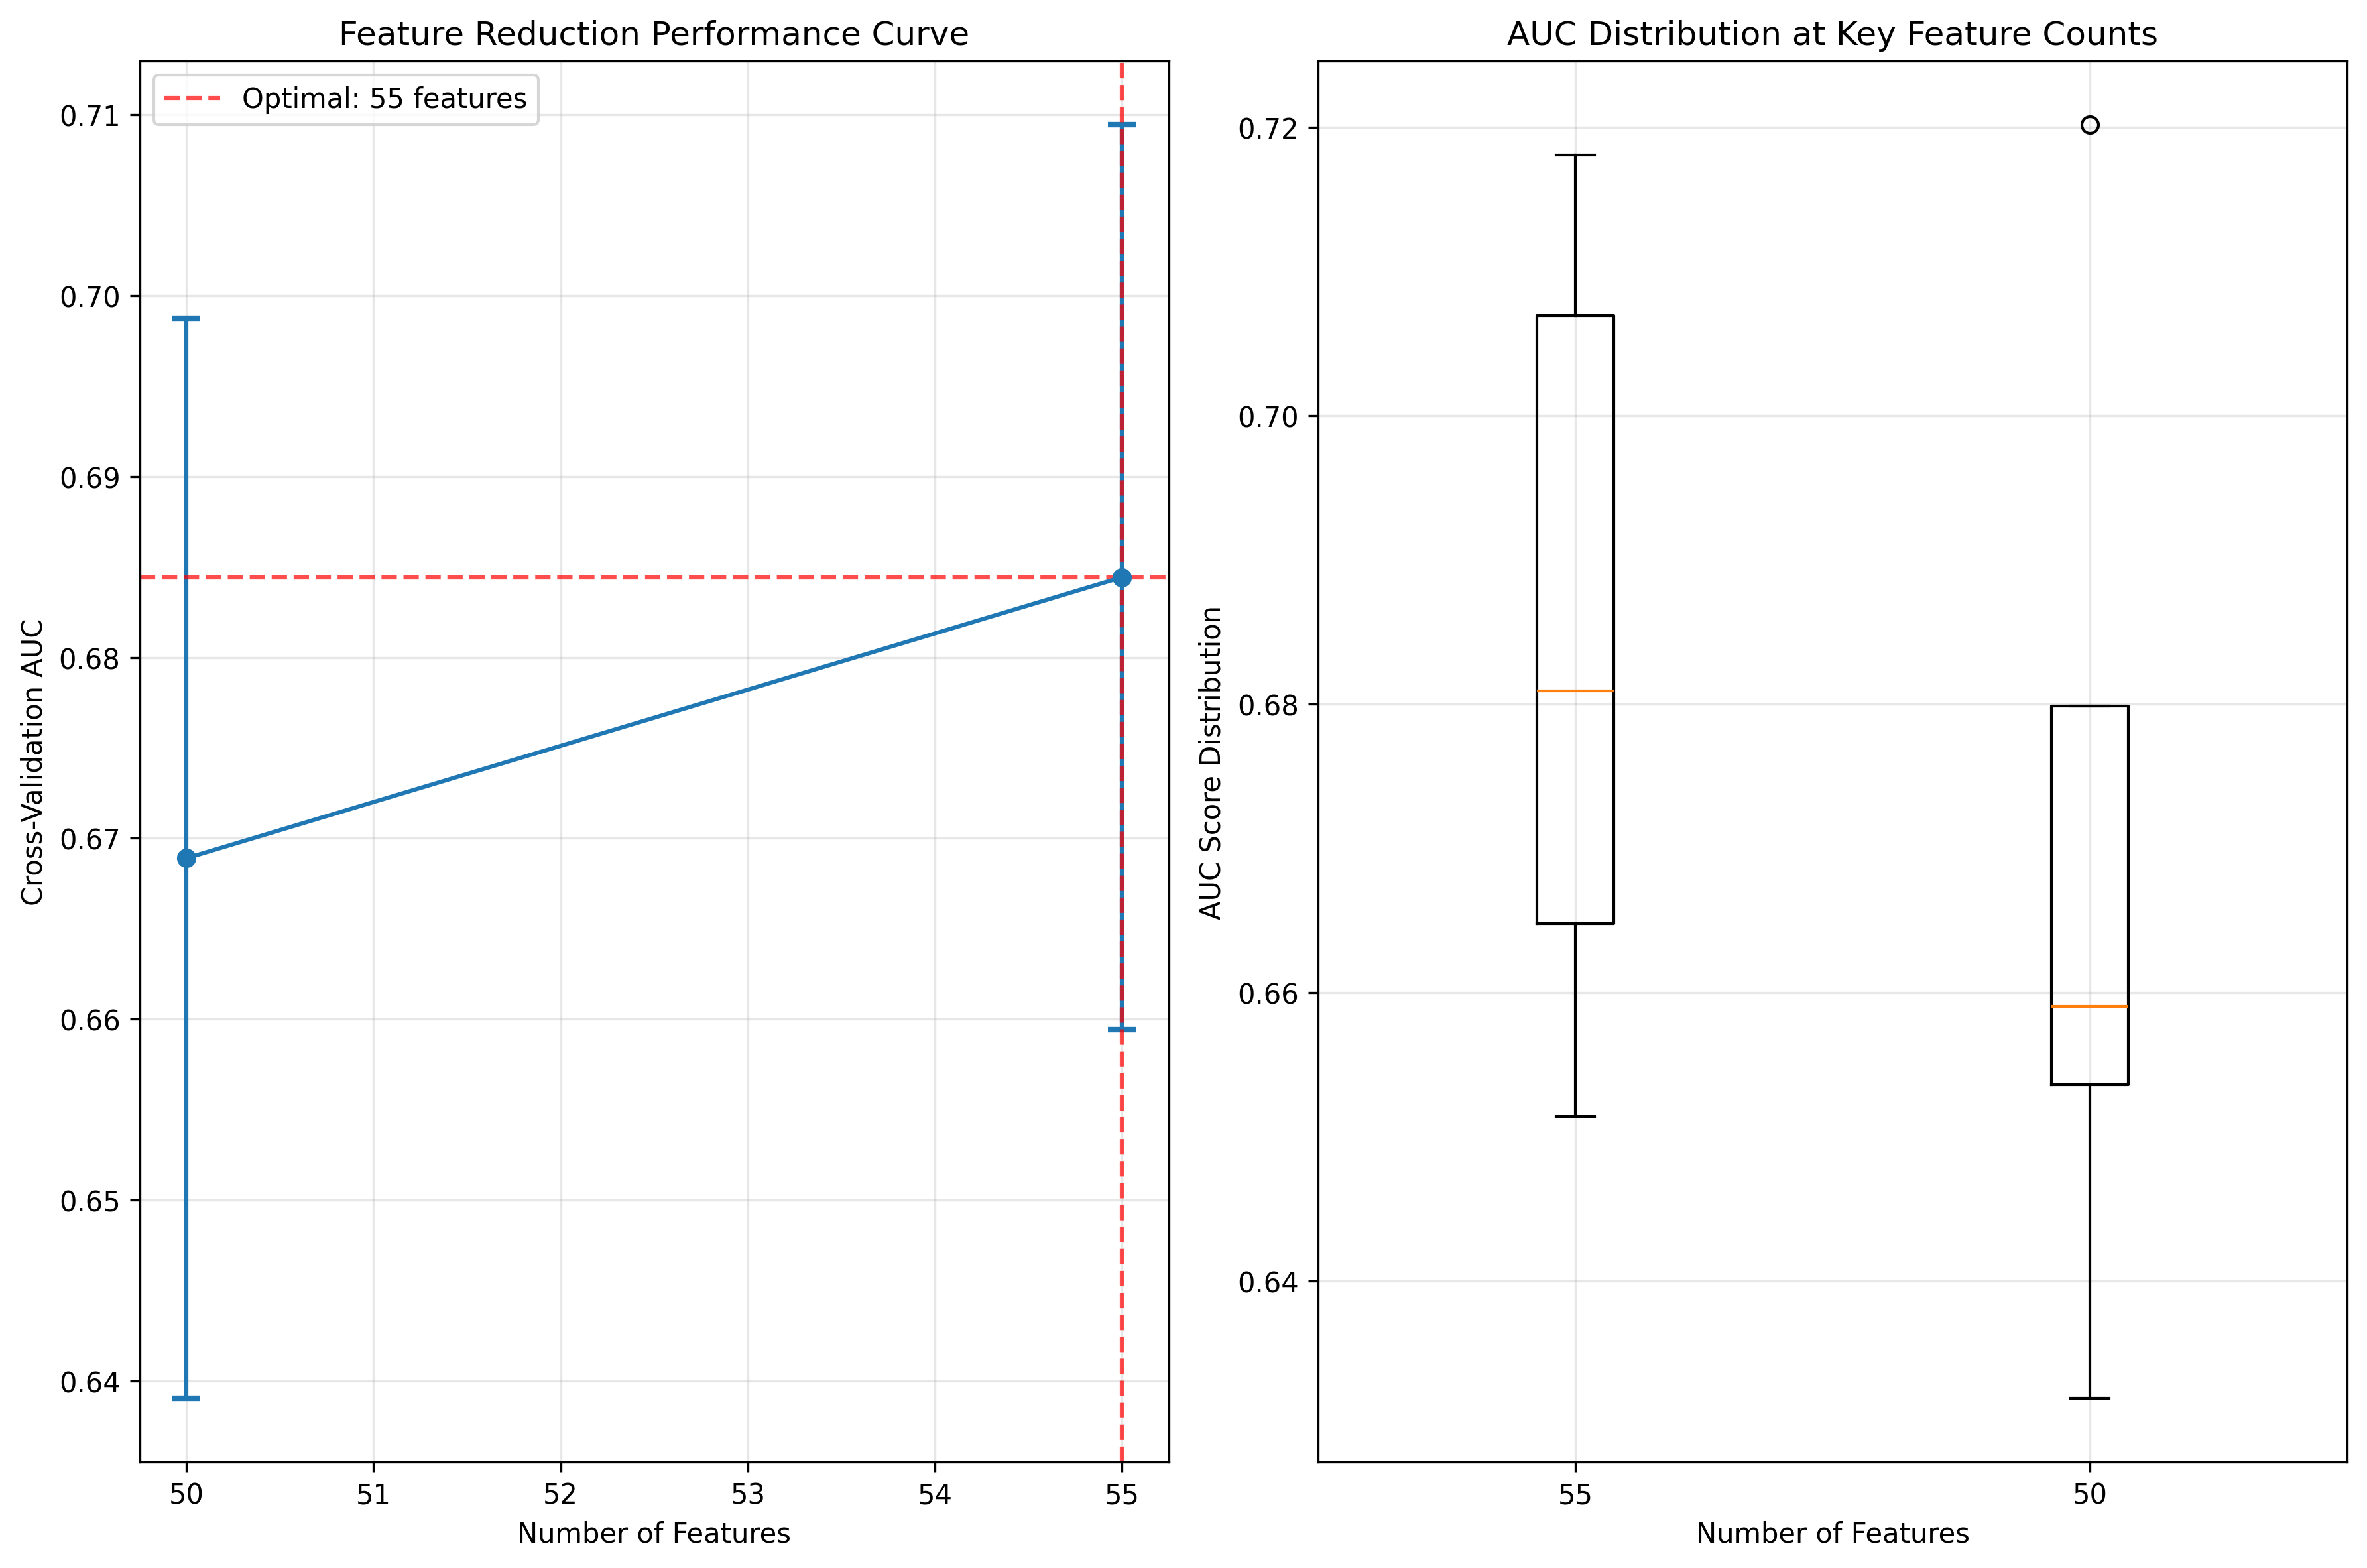 Feature Reduction Performance Curve
Optimal: 55 features
0.71
0.70
0.69
0.68
0.67
0.66
0.65
0.64
Cross-Validation AUC
50 51 52 53 54 55
Number of Features
AUC Distribution at Key Feature Counts
0.72
0.70
0.68
0.66
0.64
AUC Score Distribution
55 50
Number of Features